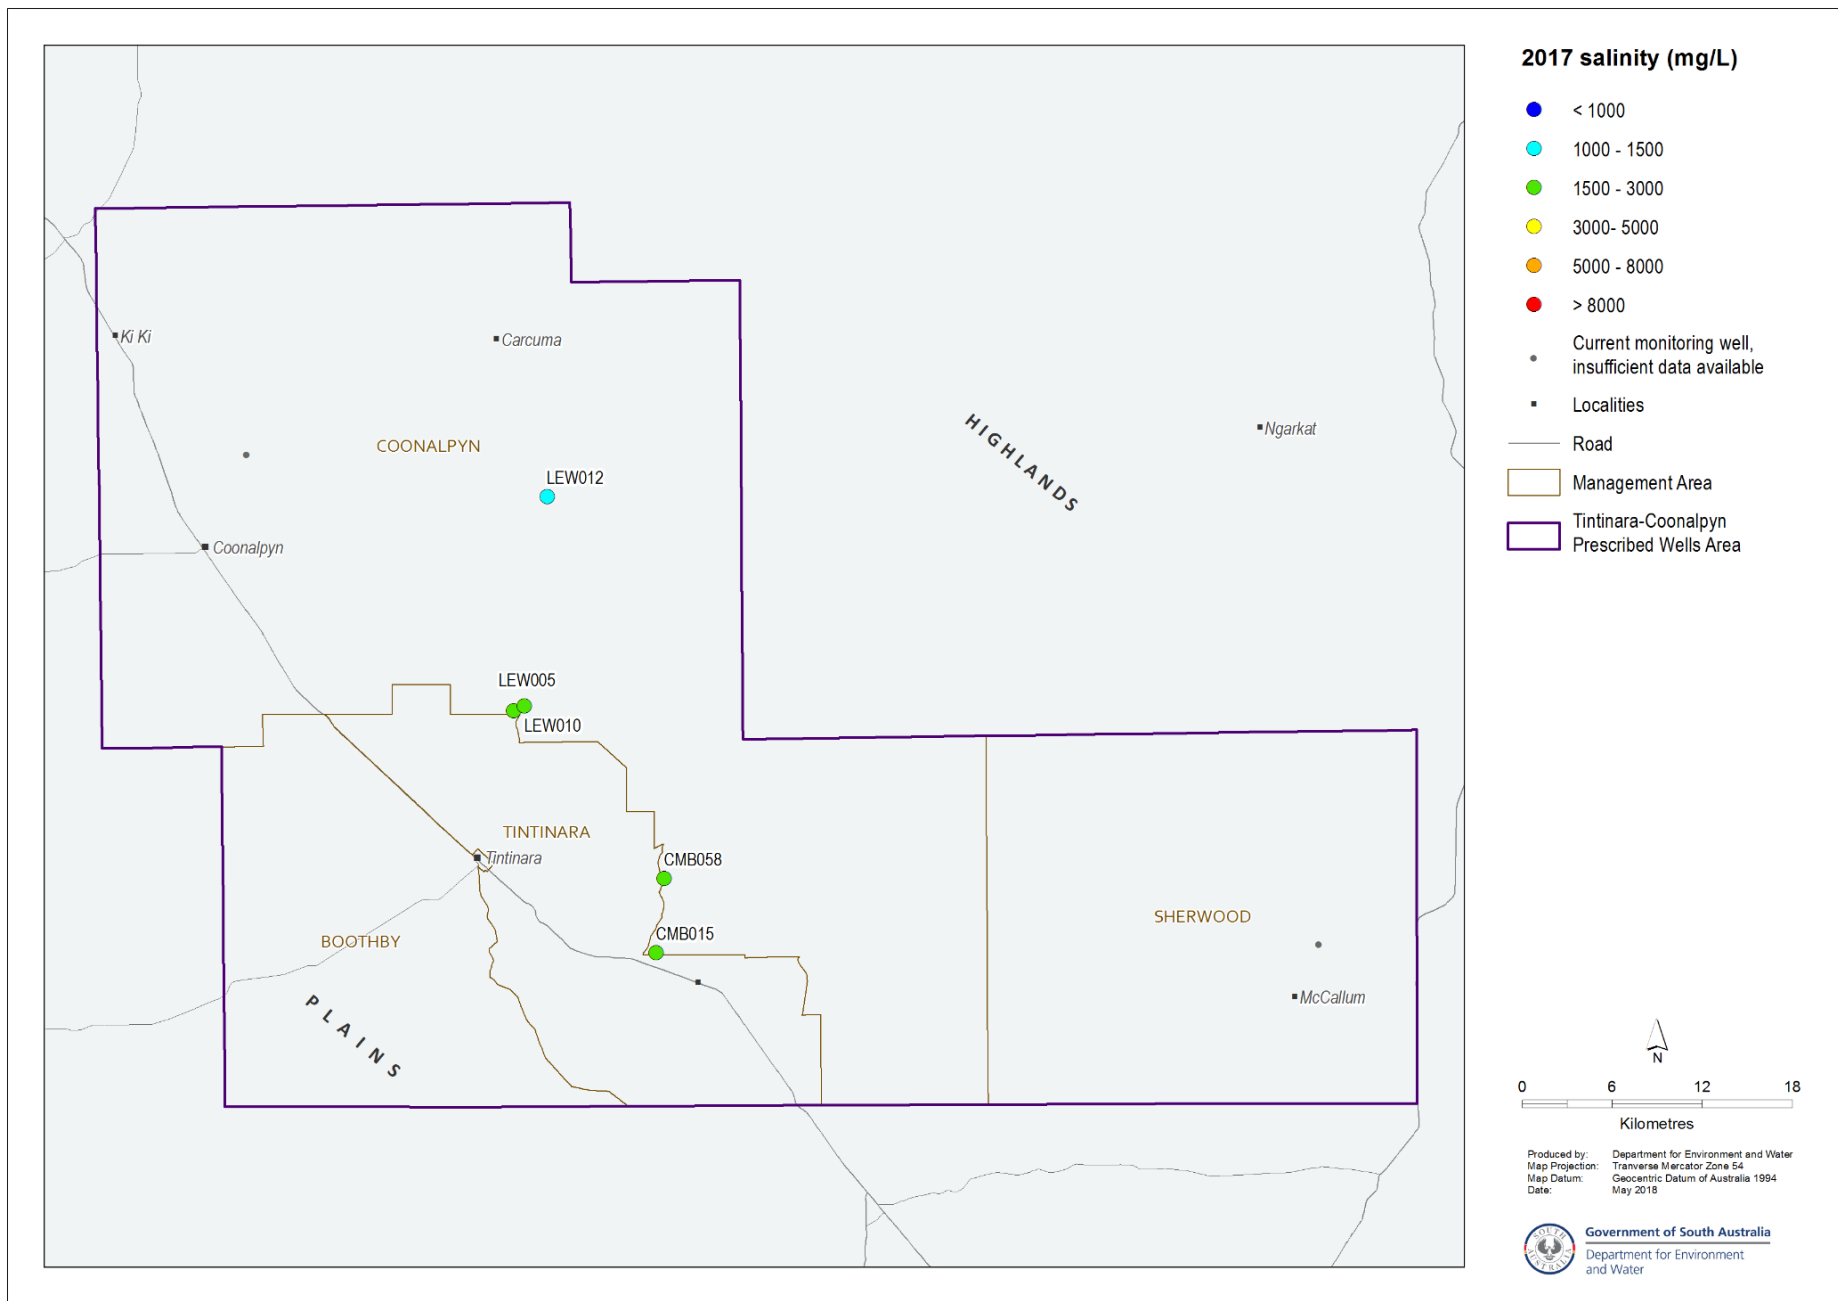 2017 salinity (mg/L)
< 1000
1000 - 1500
1500 - 3000
3000- 5000
5000 - 8000
> 8000
Current monitoring well,
insufficient data available
Localities
Road
Management Area
Tintinara-Coonalpyn
Prescribed Wells Area
Ki Ki
Carcuma
COONALPYN
HIGHLANDS
Ngarkat
LEW012
Coonalpyn
LEW005
LEW010
TINTINARA
Tintinara
CMB058
SHERWOOD
BOOTHBY
CMB015
McCallum
PLAINS
N
0 6 12 18
Kilometres
Produced by: Department for Environment and Water
Map Projection: Tranverse Mercator Zone 54
Map Datum: Geocentric Datum of Australia 1994
Date: May 2018
SOUTH AUSTRALIA
Government of South Australia
Department for Environment
and Water